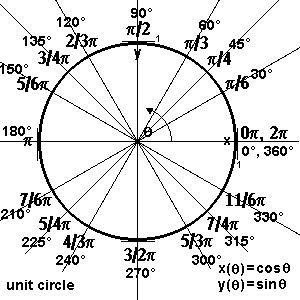 90°
120° π/2 60°
135° 2/3π y 1 π/3 45°
3/4π π/4
150° 5/6π π/6 30°
θ
180° π x 0π, 2π
0°, 360°
1
7/6π 11/6π
210° 5/4π 7/4π 330°
225° 4/3π 3/2π 5/3π 315°
240° 270° 300°
x(θ)=cosθ
unit circle y(θ)=sinθ